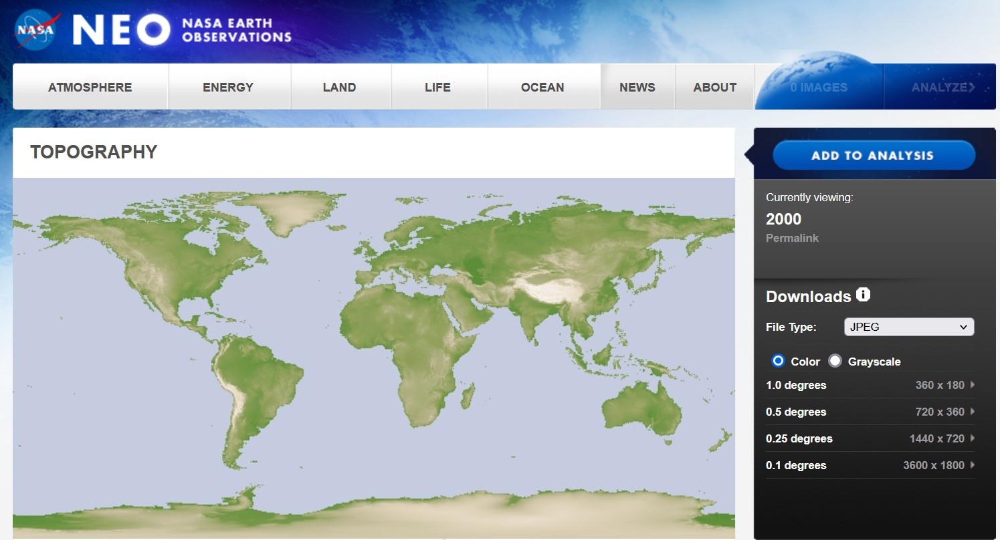 NASA
NEO
NASA EARTH
OBSERVATIONS
ATMOSPHERE ENERGY LAND LIFE OCEAN NEWS ABOUT 0 IMAGES ANALYZE
TOPOGRAPHY
ADD TO ANALYSIS
Currently viewing:
2000
Permalink
Downloads i
File Type: JPEG
Color Grayscale
1.0 degrees 360 x 180
0.5 degrees 720 x 360
0.25 degrees 1440 x 720
0.1 degrees 3600 x 1800